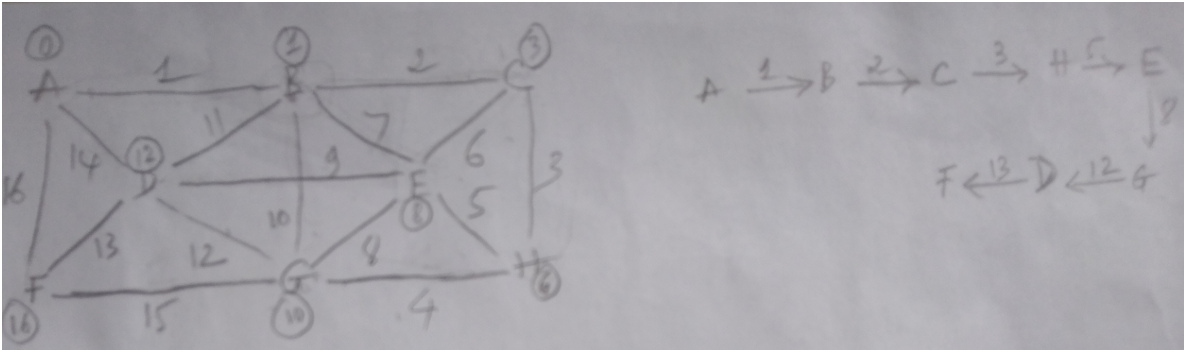 0 1 3
A 1 B 2 C
A 1 B 2 C 3 H 5 E
11 7
14 12 9 6
16 D E 3
8 5
10
F 13 D 12 G
13 12 8
F G H
16 15 10 4 6